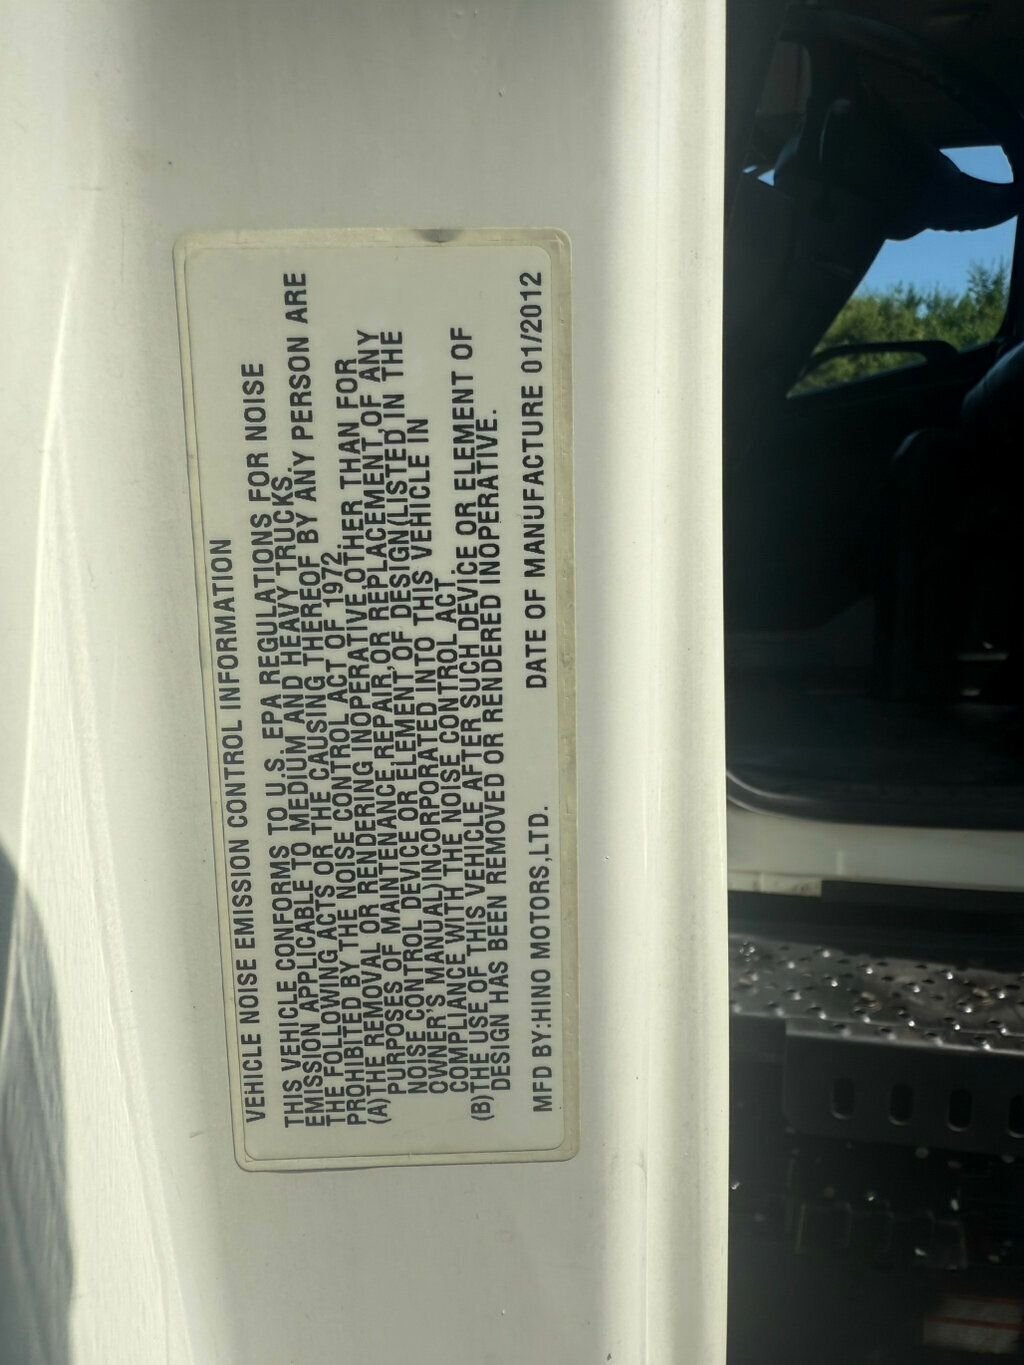 VEHICLE NOISE EMISSION CONTROL INFORMATION
THIS VEHICLE CONFORMS TO U.S. EPA REGULATIONS FOR NOISE
EMISSION APPLICABLE TO MEDIUM AND HEAVY TRUCKS.
THE FOLLOWING ACTS OR THE CAUSING THEREOF BY ANY PERSON ARE
PROHIBITED BY THE NOISE CONTROL ACT OF 1972.
(A)THE REMOVAL OR RENDERING INOPERATIVE,OTHER THAN FOR
PURPOSES OF MAINTENANCE,REPAIR,OR REPLACEMENT,OF ANY
NOISE CONTROL DEVICE OR ELEMENT OF DESIGN(LISTED IN THE
OWNER'S MANUAL)INCORPORATED INTO THIS VEHICLE IN
COMPLIANCE WITH THE NOISE CONTROL ACT.
(B)THE USE OF THIS VEHICLE AFTER SUCH DEVICE OR ELEMENT OF
DESIGN HAS BEEN REMOVED OR RENDERED INOPERATIVE.
MFD BY:HINO MOTORS,LTD. DATE OF MANUFACTURE 01/2012